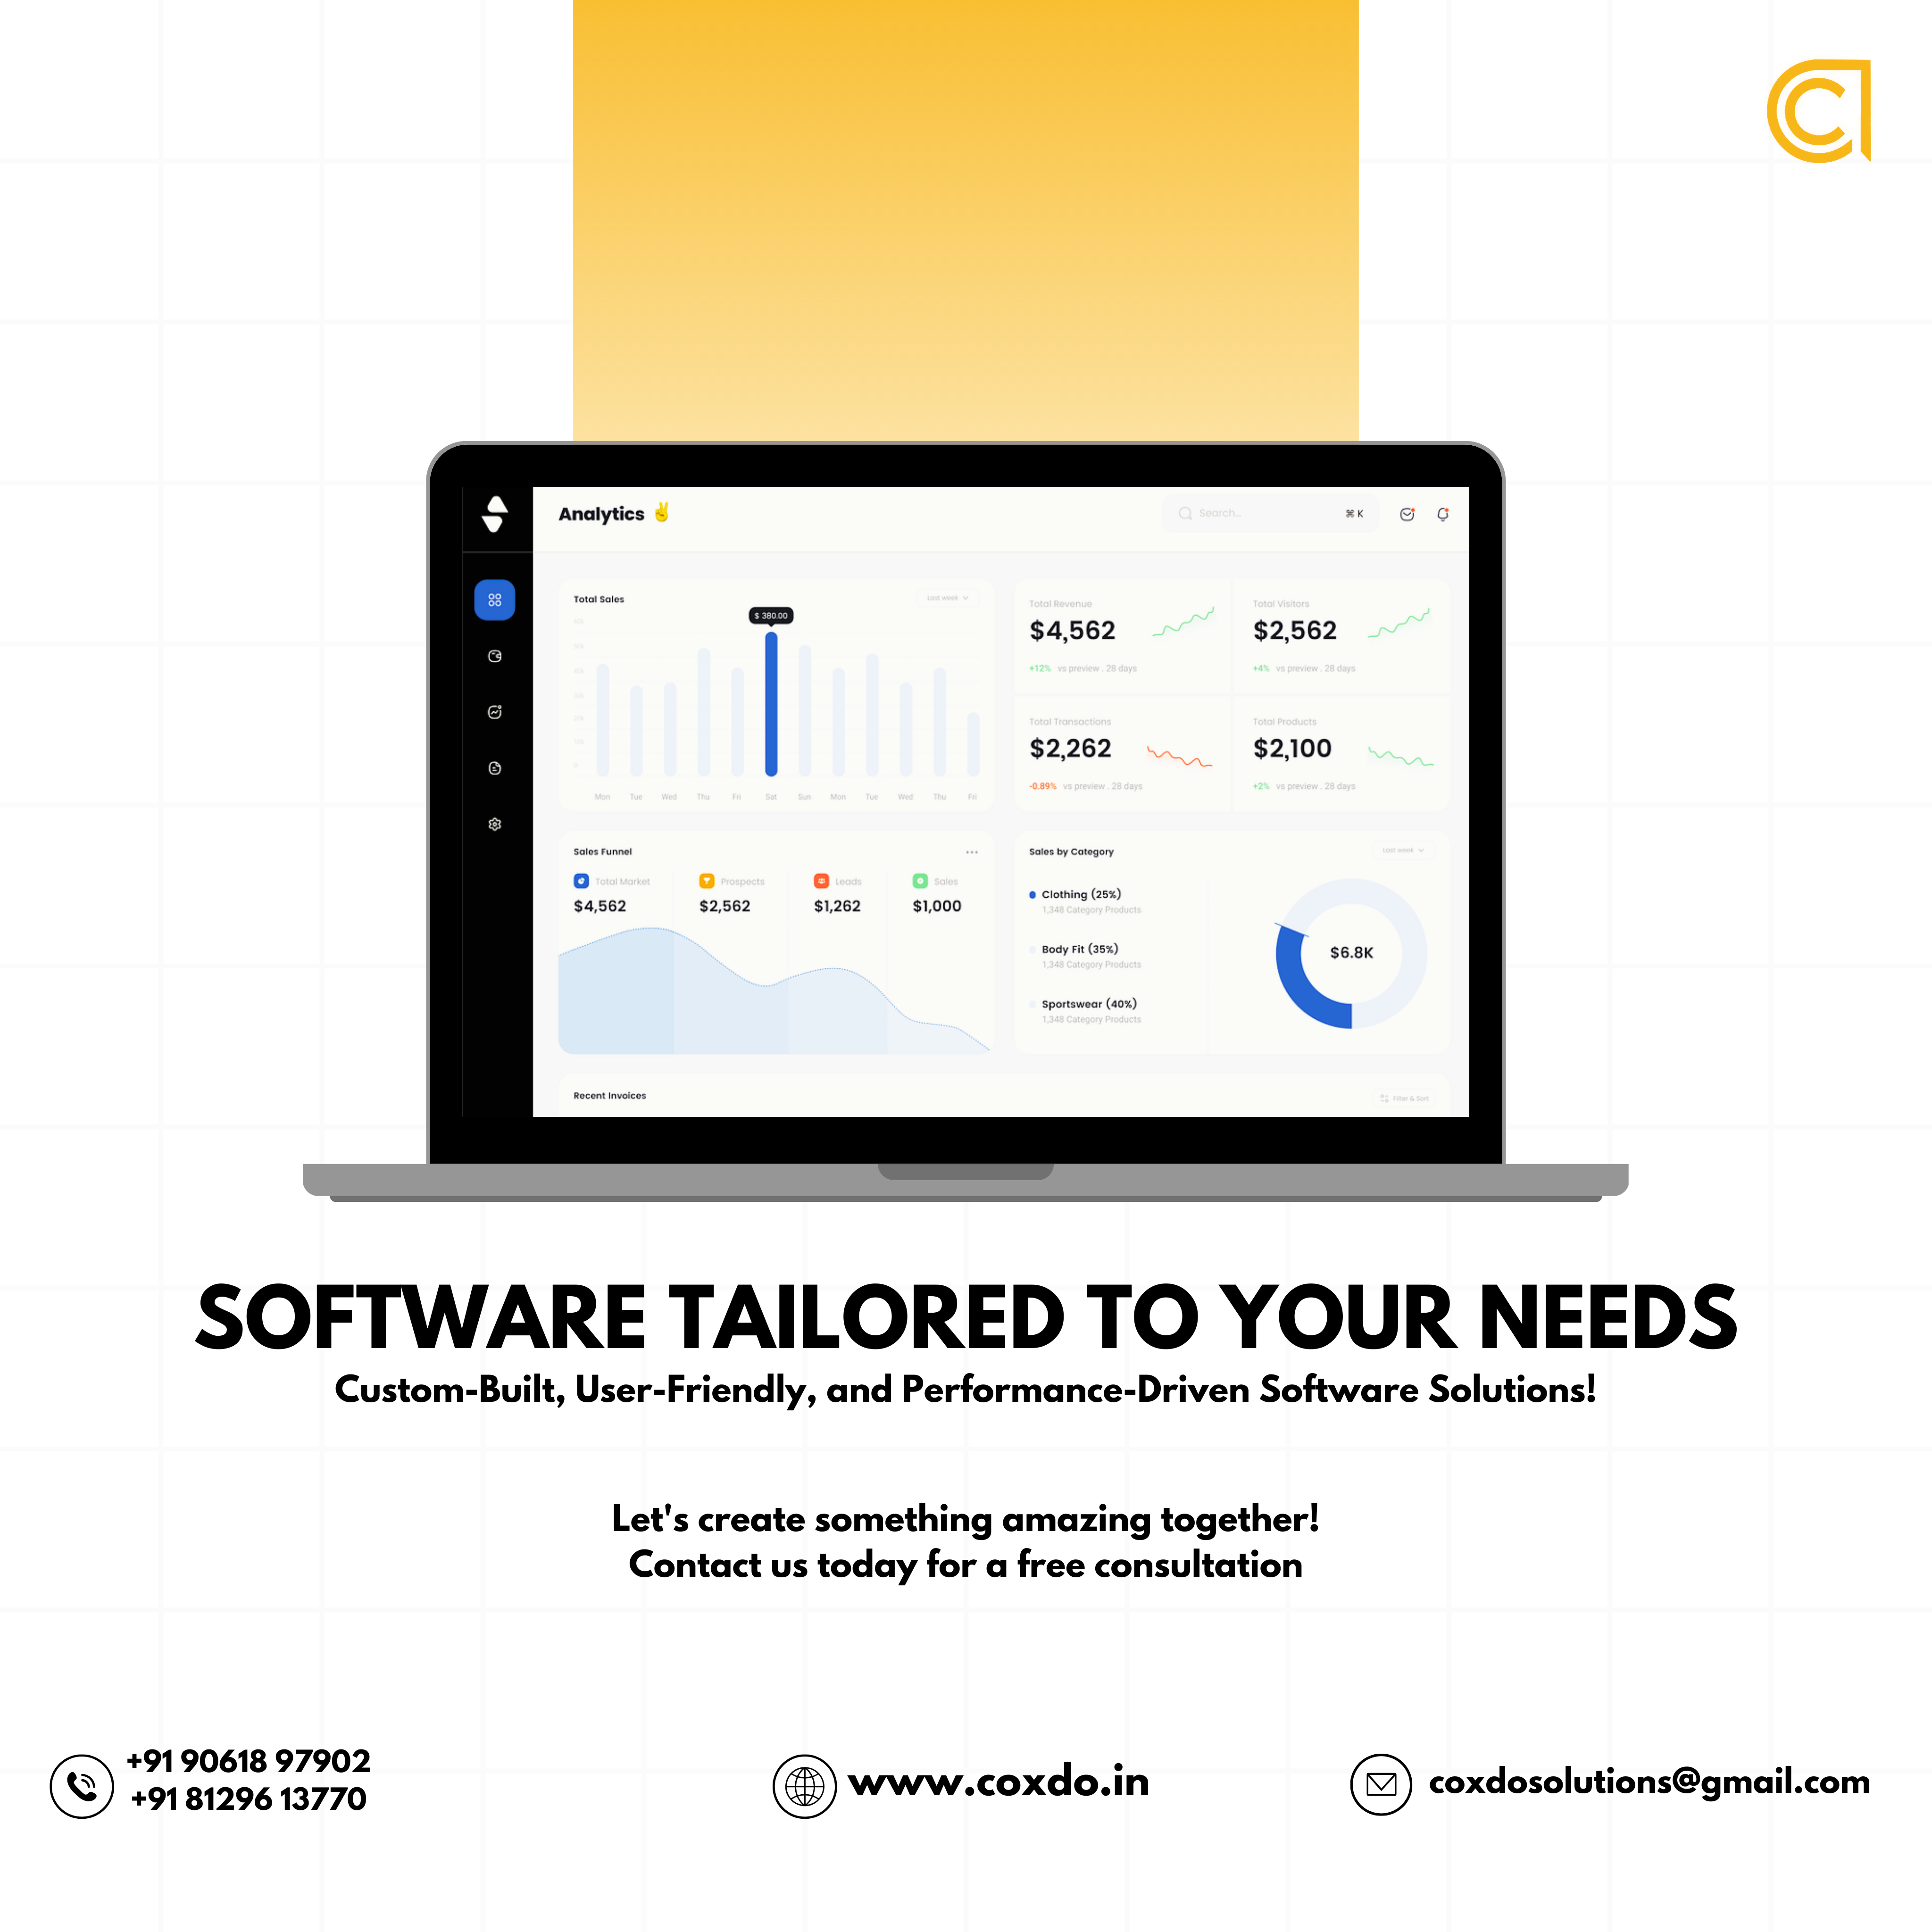 Analytics ✌
Search...
⌘ K
Total Sales
Last week
$ 380.00
Mon Tue Wed Thu Fri Sat Sun Mon Tue Wed Thu Fri
Total Revenue
$4,562
+12% vs preview . 28 days
Total Visitors
$2,562
+4% vs preview . 28 days
Total Transactions
$2,262
-0.89% vs preview . 28 days
Total Products
$2,100
+2% vs preview . 28 days
Sales Funnel
Total Market
$4,562
Prospects
$2,562
Leads
$1,262
Sales
$1,000
Sales by Category
Last week
Clothing (25%)
1,348 Category Products
Body Fit (35%)
1,348 Category Products
Sportswear (40%)
1,348 Category Products
$6.8K
Recent Invoices
Filter & Sort
SOFTWARE TAILORED TO YOUR NEEDS
Custom-Built, User-Friendly, and Performance-Driven Software Solutions!
Let's create something amazing together!
Contact us today for a free consultation
+91 90618 97902
+91 81296 13770
www.coxdo.in
coxdosolutions@gmail.com